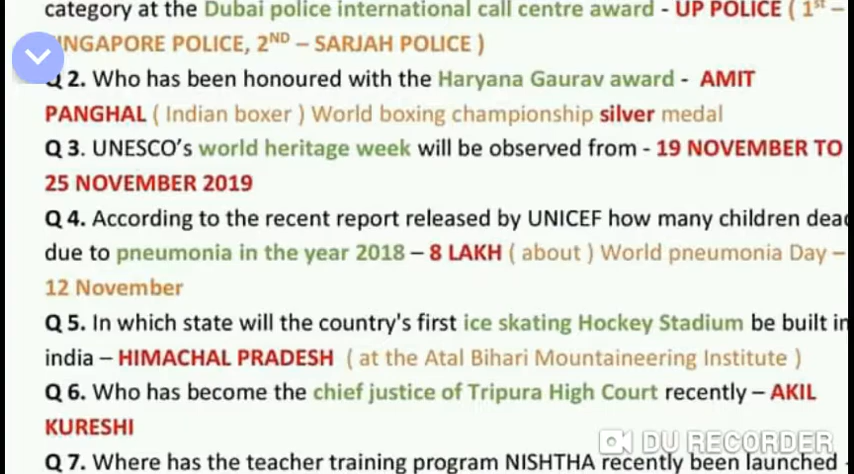 category at the Dubai police international call centre award - UP POLICE ( 1st –
INGAPORE POLICE, 2ND – SARJAH POLICE )
Q 2. Who has been honoured with the Haryana Gaurav award - AMIT
PANGHAL ( Indian boxer ) World boxing championship silver medal
Q 3. UNESCO’s world heritage week will be observed from - 19 NOVEMBER TO
25 NOVEMBER 2019
Q 4. According to the recent report released by UNICEF how many children dead
due to pneumonia in the year 2018 – 8 LAKH ( about ) World pneumonia Day –
12 November
Q 5. In which state will the country's first ice skating Hockey Stadium be built in
india – HIMACHAL PRADESH ( at the Atal Bihari Mountaineering Institute )
Q 6. Who has become the chief justice of Tripura High Court recently – AKIL
KURESHI
DU RECORDER
Q 7. Where has the teacher training program NISHTHA recently been launched -